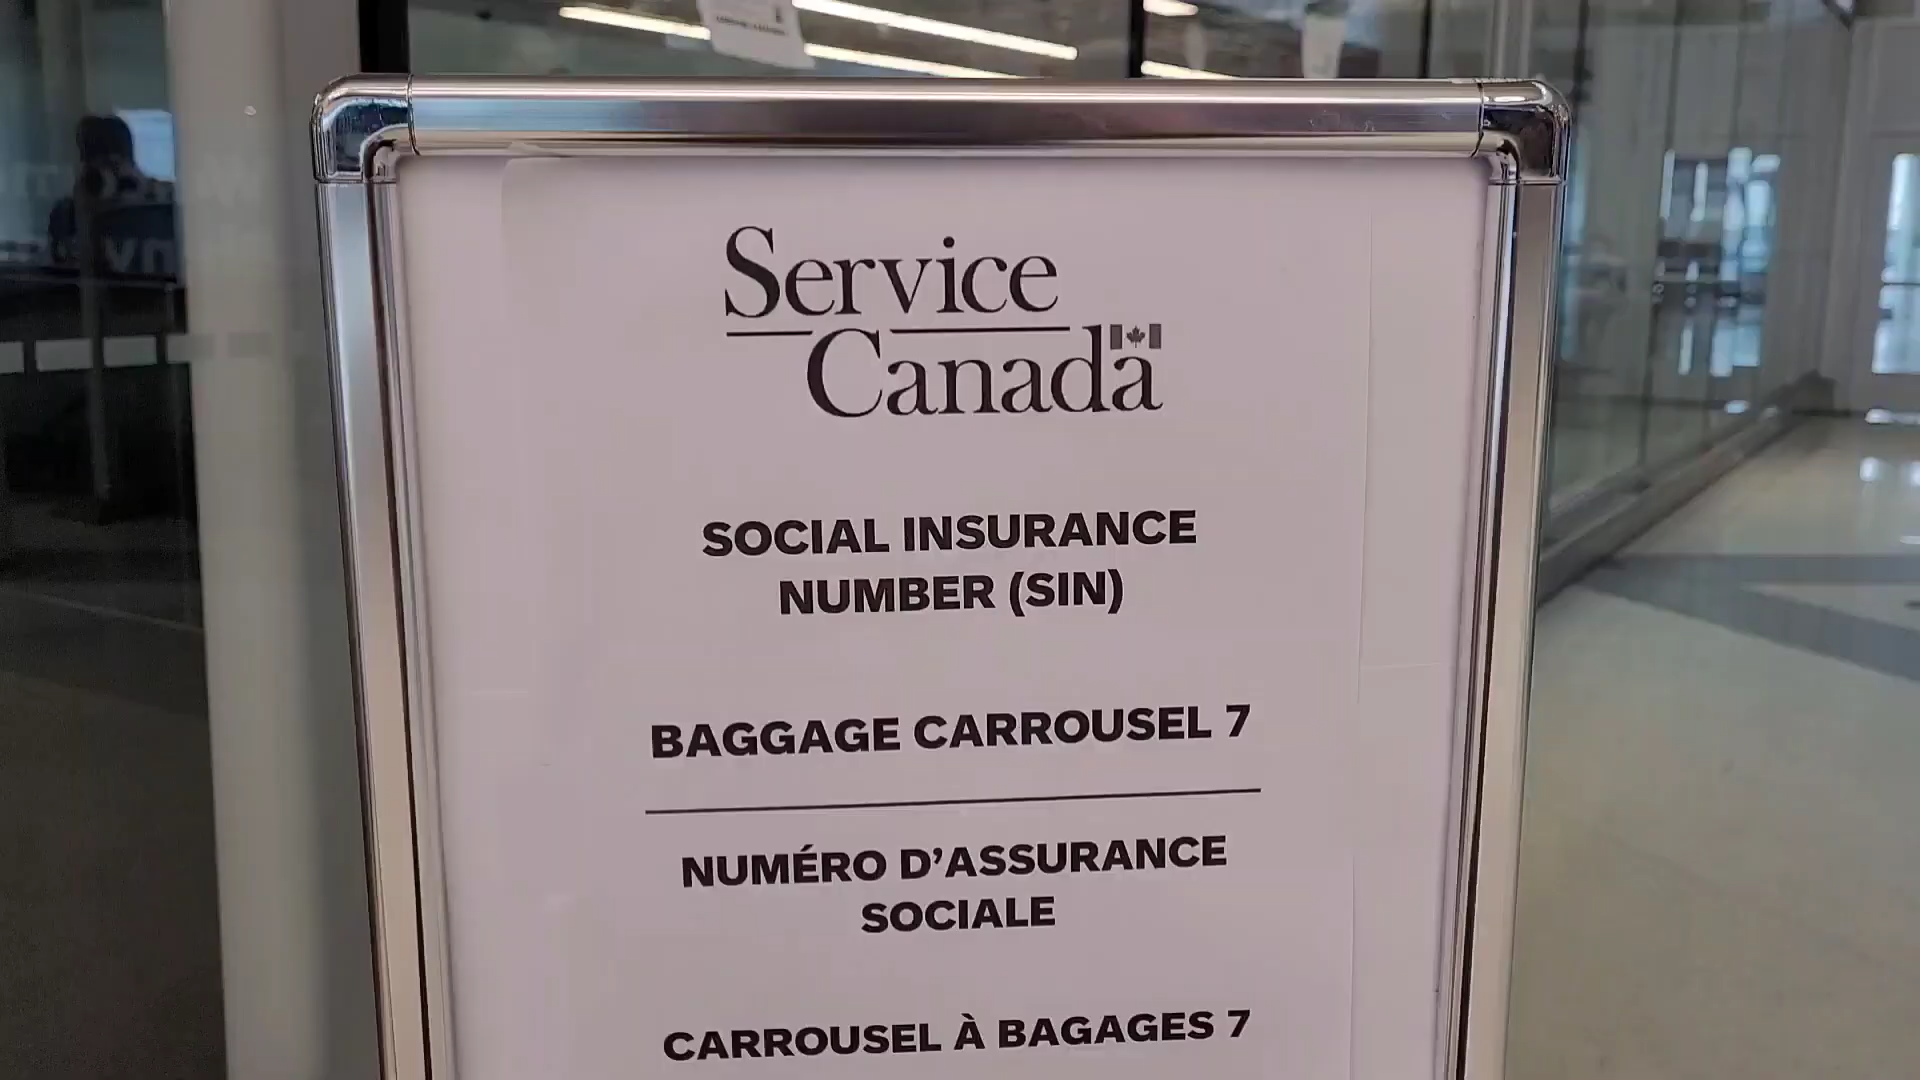 Service
Canada
SOCIAL INSURANCE
NUMBER (SIN)
BAGGAGE CARROUSEL 7
NUMÉRO D’ASSURANCE
SOCIALE
CARROUSEL À BAGAGES 7